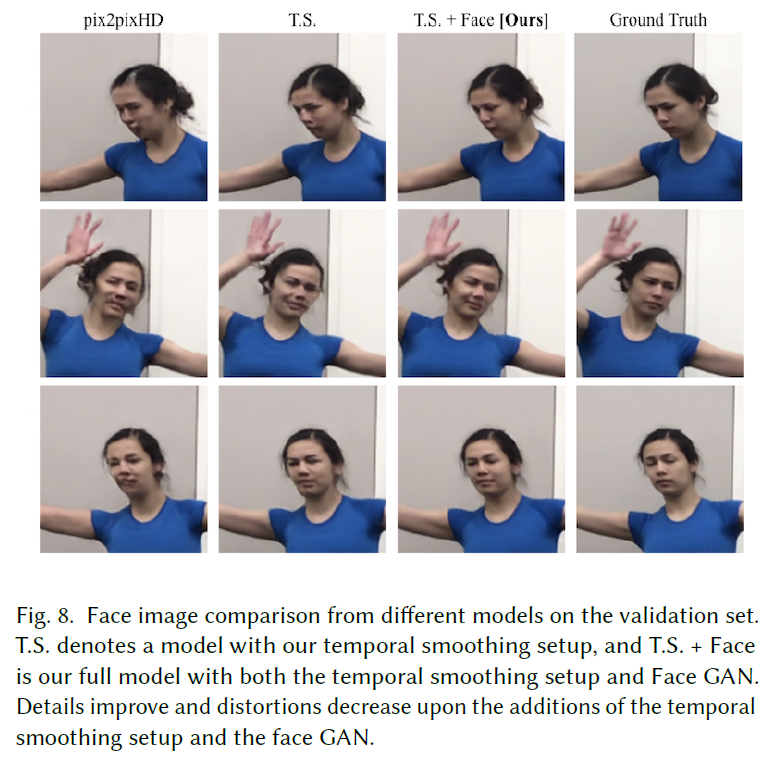 pix2pixHD T.S. T.S. + Face [Ours] Ground Truth
Fig. 8. Face image comparison from different models on the validation set.
T.S. denotes a model with our temporal smoothing setup, and T.S. + Face
is our full model with both the temporal smoothing setup and Face GAN.
Details improve and distortions decrease upon the additions of the temporal
smoothing setup and the face GAN.